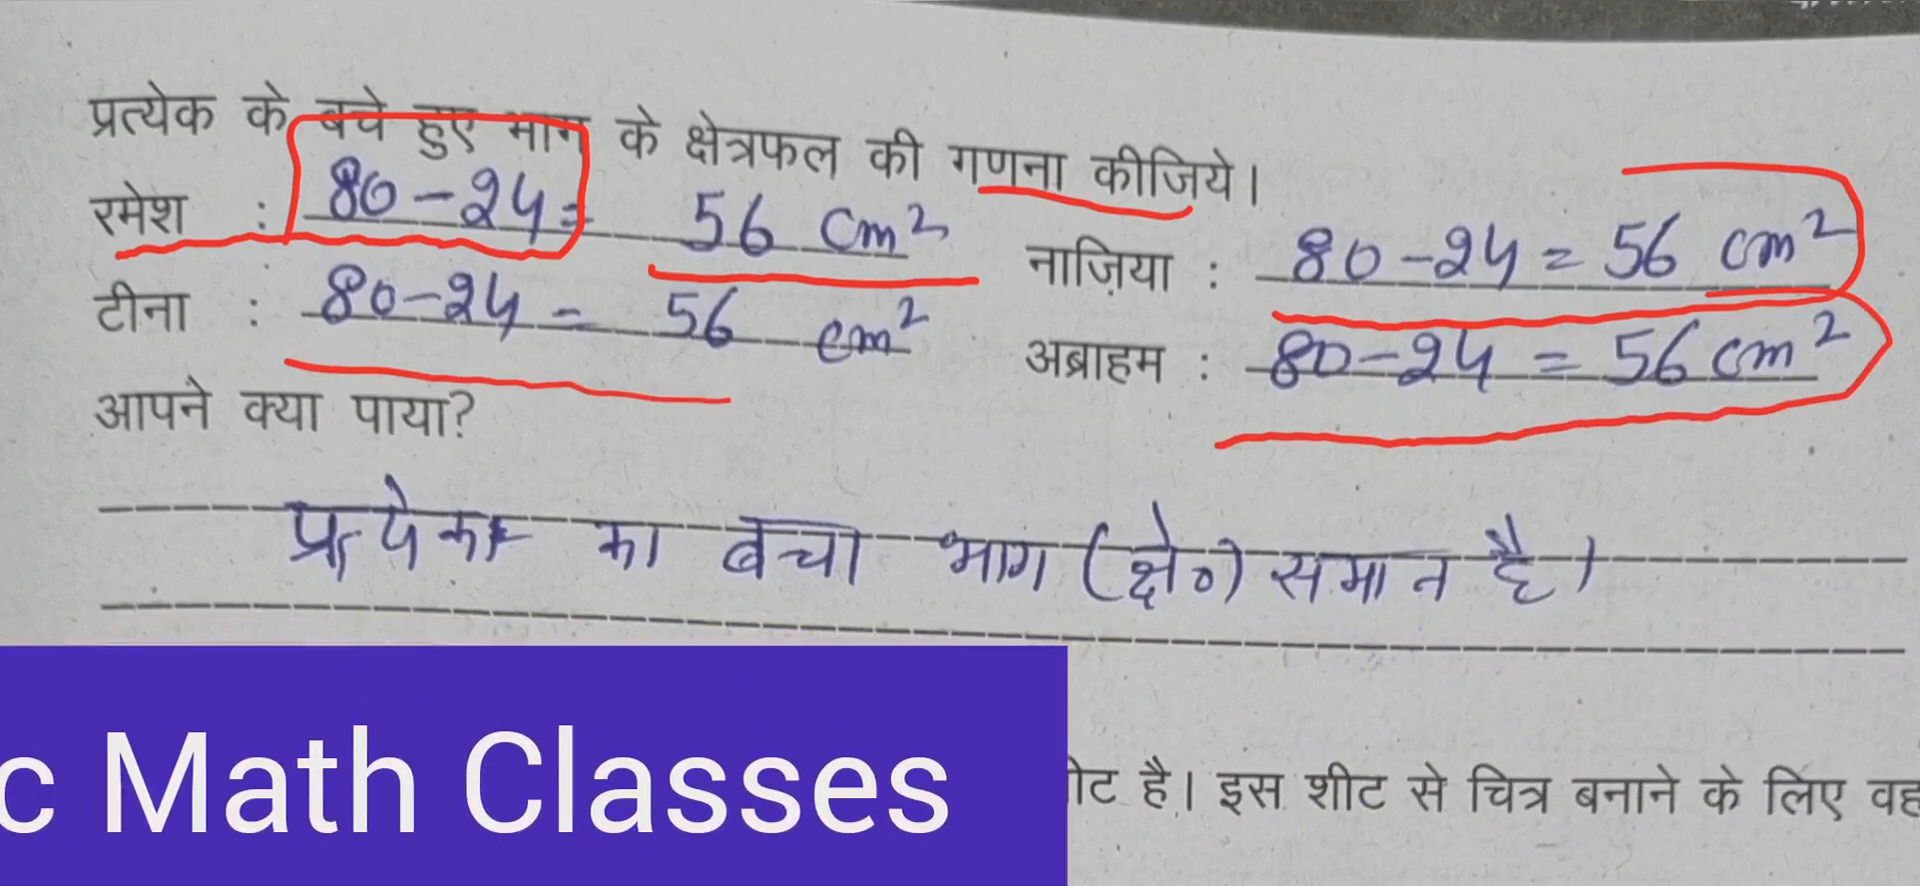 प्रत्येक के बचे हुए भाग के क्षेत्रफल की गणना कीजिये।
रमेश : 80-24= 56 cm² नाज़िया : 80-24= 56 cm²
टीना : 80-24 = 56 cm² अब्राहम : 80-24 = 56 cm²
आपने क्या पाया?
प्रत्येक का बचा भाग (क्षे०) समान है।
c Math Classes
है। इस शीट से चित्र बनाने के लिए वह